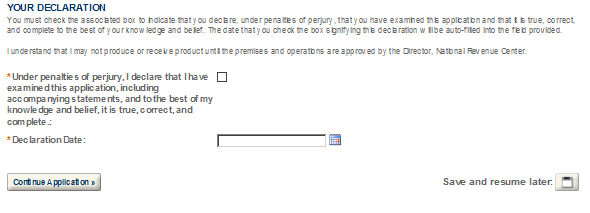 YOUR DECLARATION
You must check the associated box to indicate that you declare, under penalties of perjury, that you have examined this application and that it is true, correct,
and complete to the best of your knowledge and belief. The date that you check the box signifying this declaration will be auto-filled into the field provided.
I understand that I may not produce or receive product until the premises and operations are approved by the Director, National Revenue Center.
*Under penalties of perjury, I declare that I have
examined this application, including
accompanying statements, and to the best of my
knowledge and belief, it is true, correct, and
complete.:
*Declaration Date:
Continue Application »
Save and resume later: